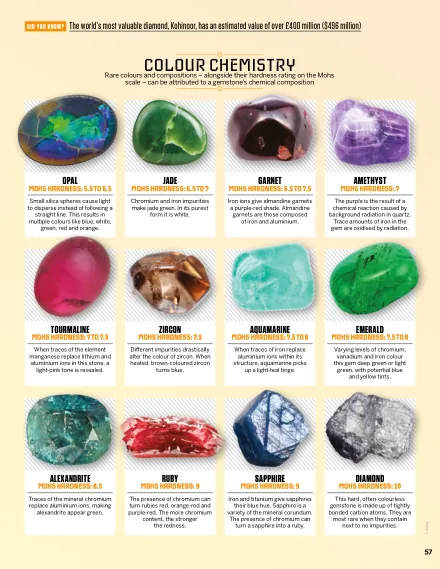 DID YOU KNOW? The world's most valuable diamond, Kohinoor, has an estimated value of over £400 million ($496 million)
COLOUR CHEMISTRY
Rare colours and compositions – alongside their hardness rating on the Mohs
scale – can be attributed to a gemstone's chemical composition
OPAL
MOHS HARDNESS: 5.5 TO 6.5
Small silica spheres cause light
to disperse instead of following a
straight line. This results in
multiple colours like blue, white,
green, red and orange.
JADE
MOHS HARDNESS: 6.5 TO 7
Chromium and iron impurities
make jade green. In its purest
form it is white.
GARNET
MOHS HARDNESS: 6.5 TO 7.5
Iron ions give almandine garnets
a purple-red shade. Almandine
garnets are those composed
of iron and aluminium.
AMETHYST
MOHS HARDNESS: 7
The purple is the result of a
chemical reaction caused by
background radiation in quartz.
Trace amounts of iron in the
gem are oxidised by radiation.
TOURMALINE
MOHS HARDNESS: 7 TO 7.5
When traces of the element
manganese replace lithium and
aluminium ions in this stone, a
light-pink tone is revealed.
ZIRCON
MOHS HARDNESS: 7.5
Different impurities drastically
alter the colour of zircon. When
heated, brown-coloured zircon
turns blue.
AQUAMARINE
MOHS HARDNESS: 7.5 TO 8
When traces of iron replace
aluminium ions within its
structure, aquamarine picks
up a light-teal tinge.
EMERALD
MOHS HARDNESS: 7.5 TO 8
Varying levels of chromium,
vanadium and iron colour
this gem deep green or light
green, with potential blue
and yellow tints.
ALEXANDRITE
MOHS HARDNESS: 8.5
Traces of the mineral chromium
replace aluminium ions, making
alexandrite appear green.
RUBY
MOHS HARDNESS: 9
The presence of chromium can
turn rubies red, orange-red and
purple-red. The more chromium
content, the stronger
the redness.
SAPPHIRE
MOHS HARDNESS: 9
Iron and titanium give sapphires
their blue hue. Sapphire is a
variety of the mineral corundum.
The presence of chromium can
turn a sapphire into a ruby.
DIAMOND
MOHS HARDNESS: 10
This hard, often-colourless
gemstone is made up of tightly
bonded carbon atoms. They are
most rare when they contain
next to no impurities.
57